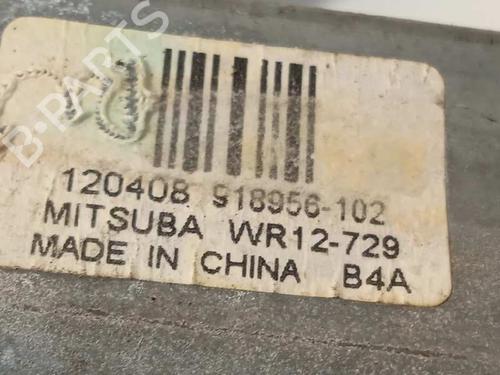 B-PARTS
120408 918956-102
MITSUBA WR12-729
MADE IN CHINA B4A